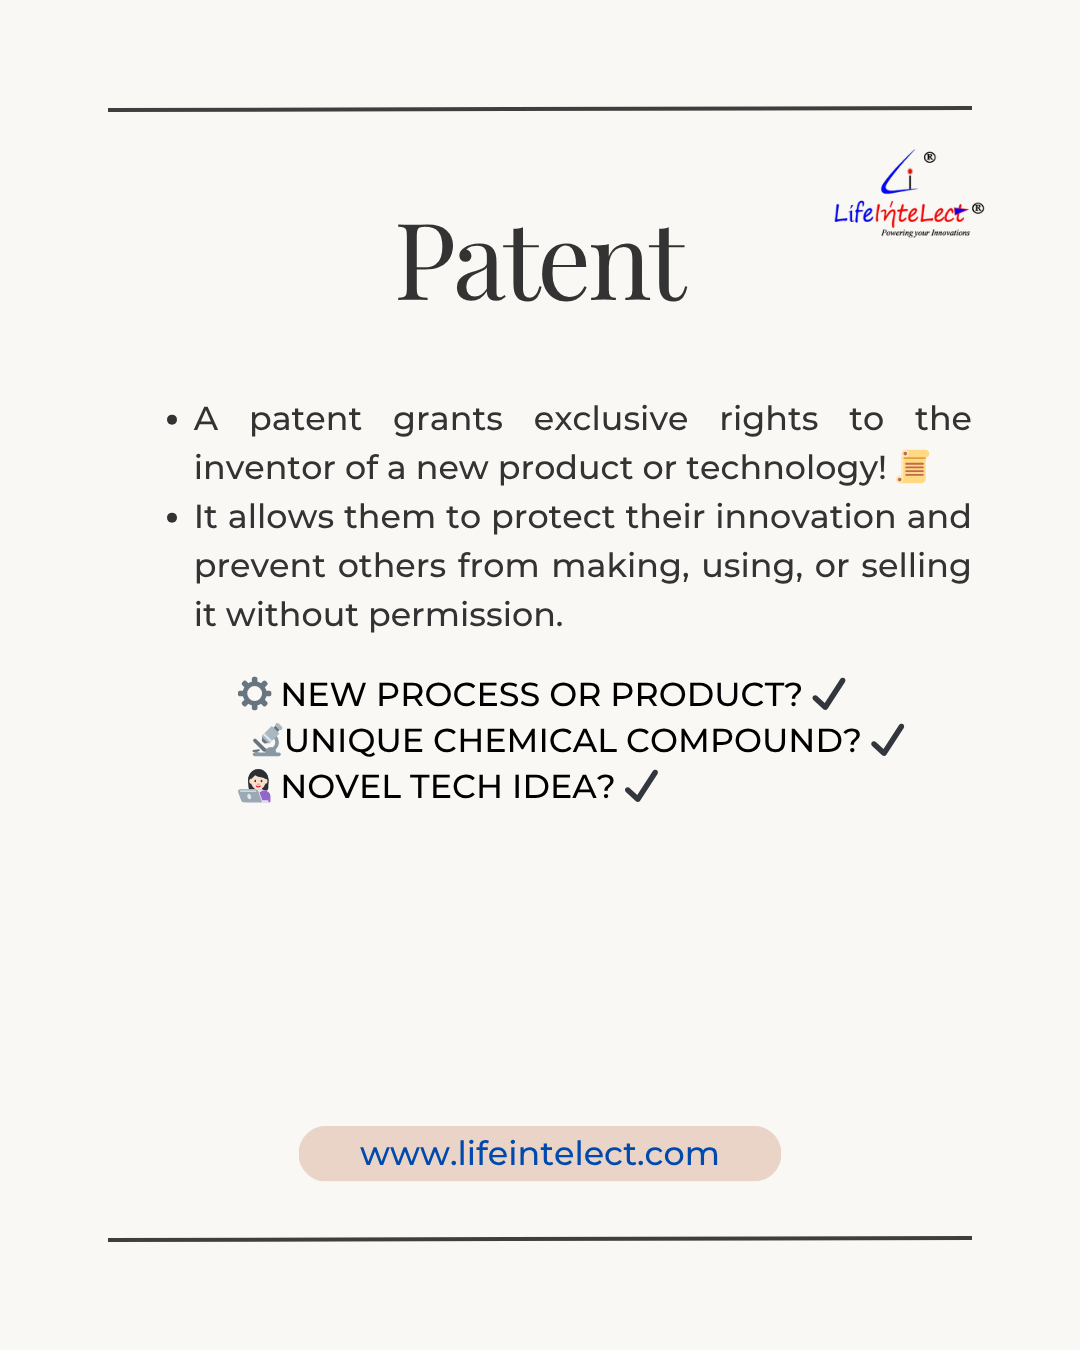 ®
LifeInteLect®
Powering your Innovations
Patent
• A patent grants exclusive rights to the
inventor of a new product or technology! 📜
• It allows them to protect their innovation and
prevent others from making, using, or selling
it without permission.
⚙️ NEW PROCESS OR PRODUCT? ✔️
🔬UNIQUE CHEMICAL COMPOUND? ✔️
👩🏻‍💻 NOVEL TECH IDEA? ✔️
www.lifeintelect.com